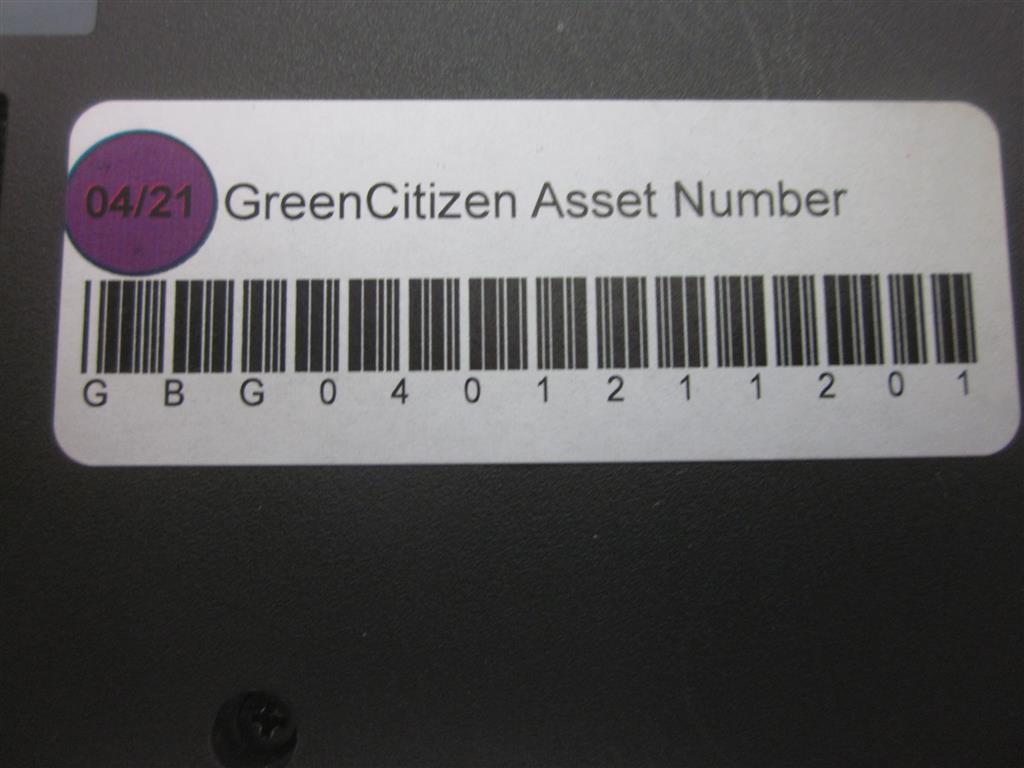 04/21 GreenCitizen Asset Number
G B G 0 4 0 1 2 1 1 2 0 1